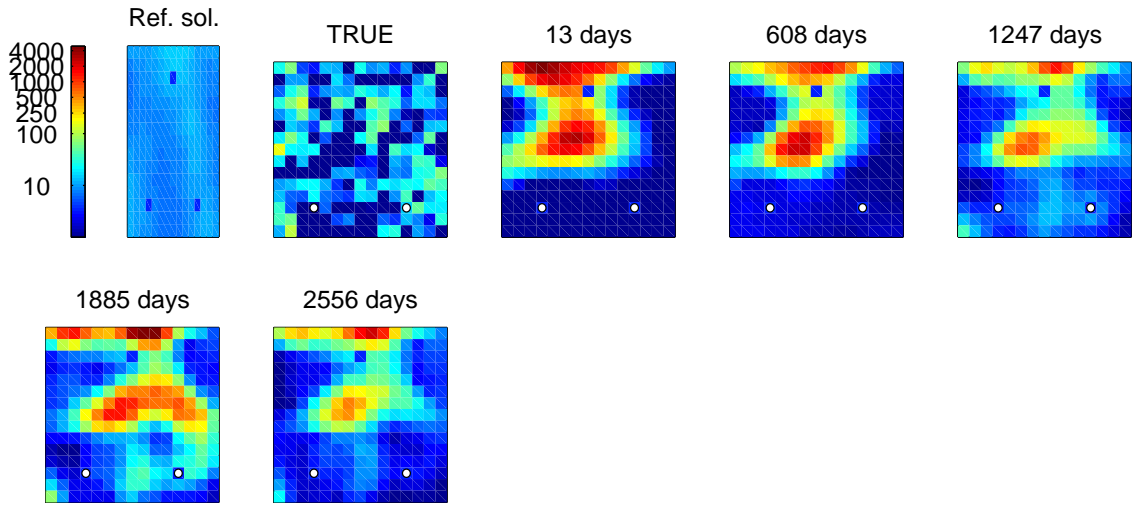 Ref. sol.
TRUE
13 days
608 days
1247 days
4000
2000
1000
500
250
100
10
1885 days
2556 days